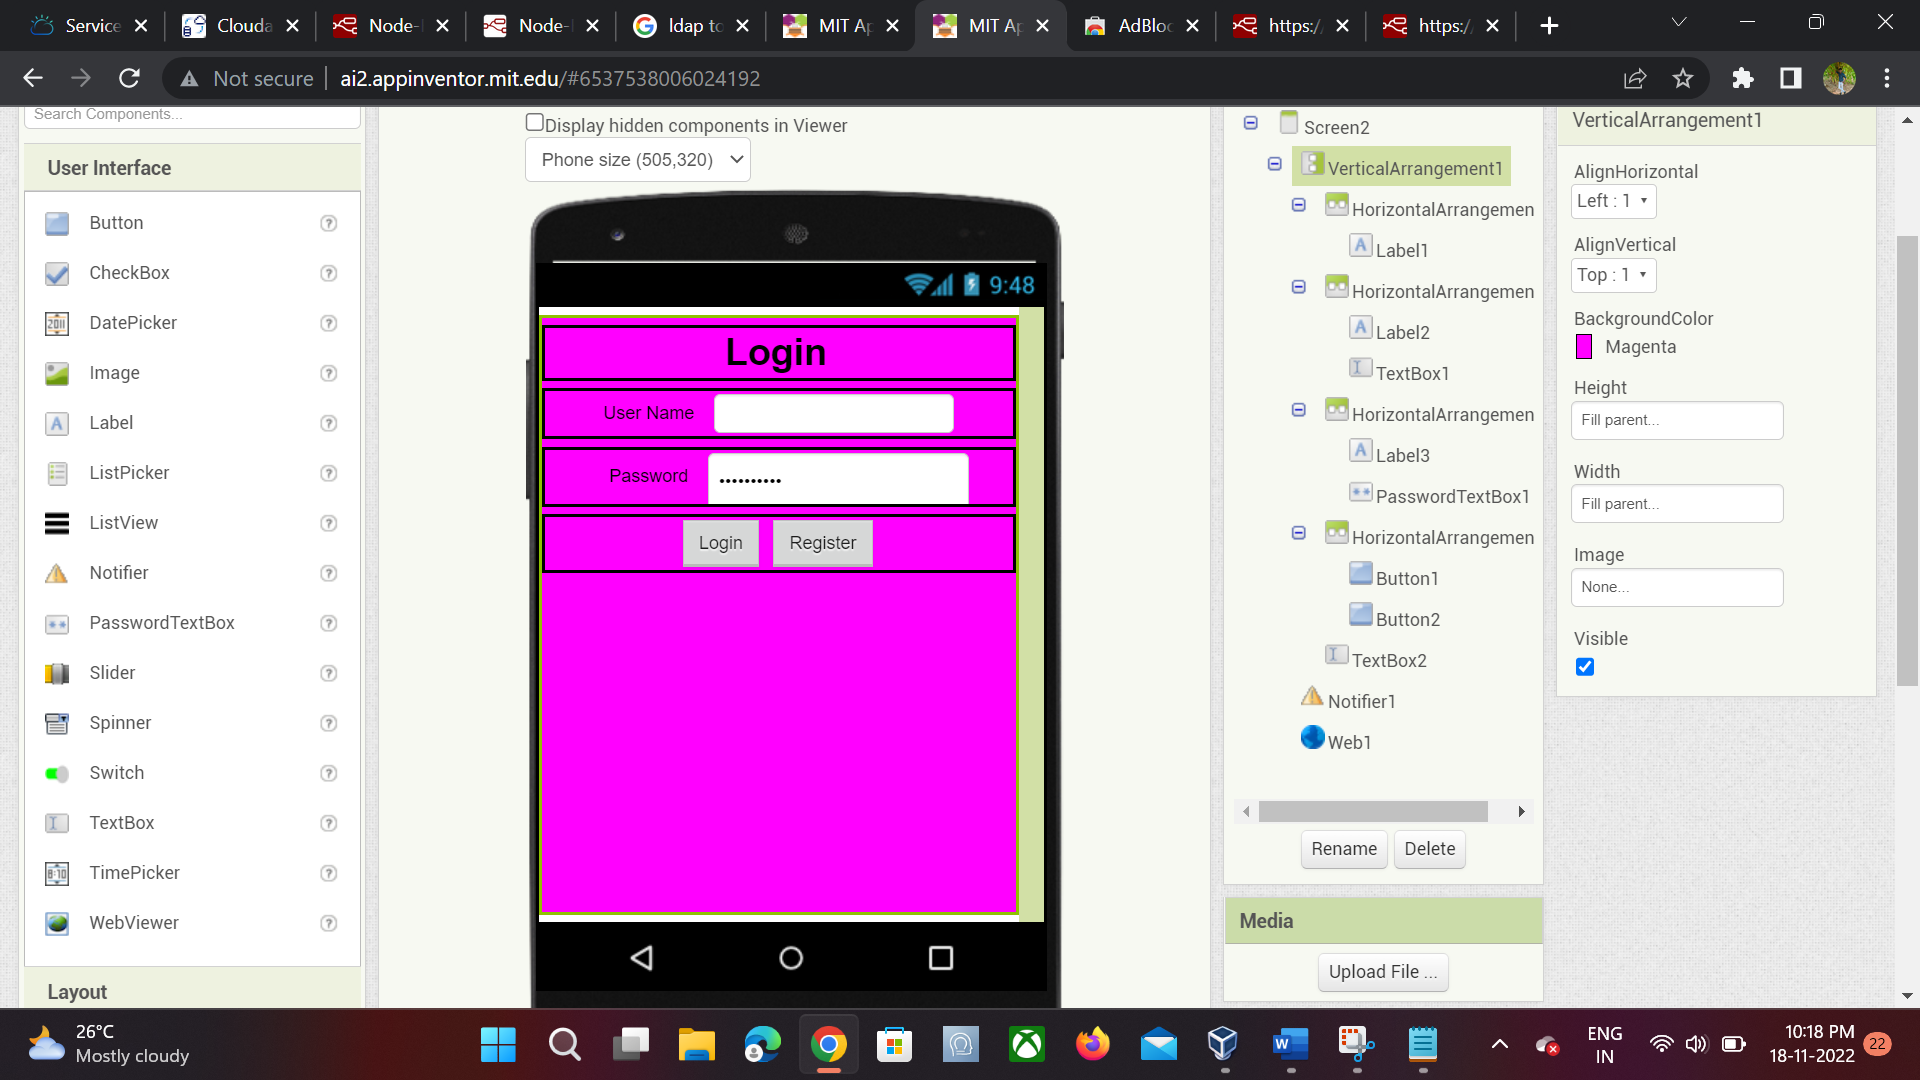 Service
Clouda
Node-
Node-
ldap to
MIT Ap
MIT Ap
AdBloc
https:/
https:/
Not secure
ai2.appinventor.mit.edu/#6537538006024192
Search Components...
User Interface
Button
CheckBox
DatePicker
Image
Label
ListPicker
ListView
Notifier
PasswordTextBox
Slider
Spinner
Switch
TextBox
TimePicker
WebViewer
Layout
Display hidden components in Viewer
Phone size (505,320)
9:48
Login
User Name
Password
••••••••••
Login Register
Screen2
VerticalArrangement1
HorizontalArrangemen
Label1
HorizontalArrangemen
Label2
TextBox1
HorizontalArrangemen
Label3
PasswordTextBox1
HorizontalArrangemen
Button1
Button2
TextBox2
Notifier1
Web1
Rename Delete
Media
Upload File ...
VerticalArrangement1
AlignHorizontal
Left : 1
AlignVertical
Top : 1
BackgroundColor
Magenta
Height
Fill parent...
Width
Fill parent...
Image
None...
Visible
26°C
Mostly cloudy
ENG
IN
10:18 PM
18-11-2022
22